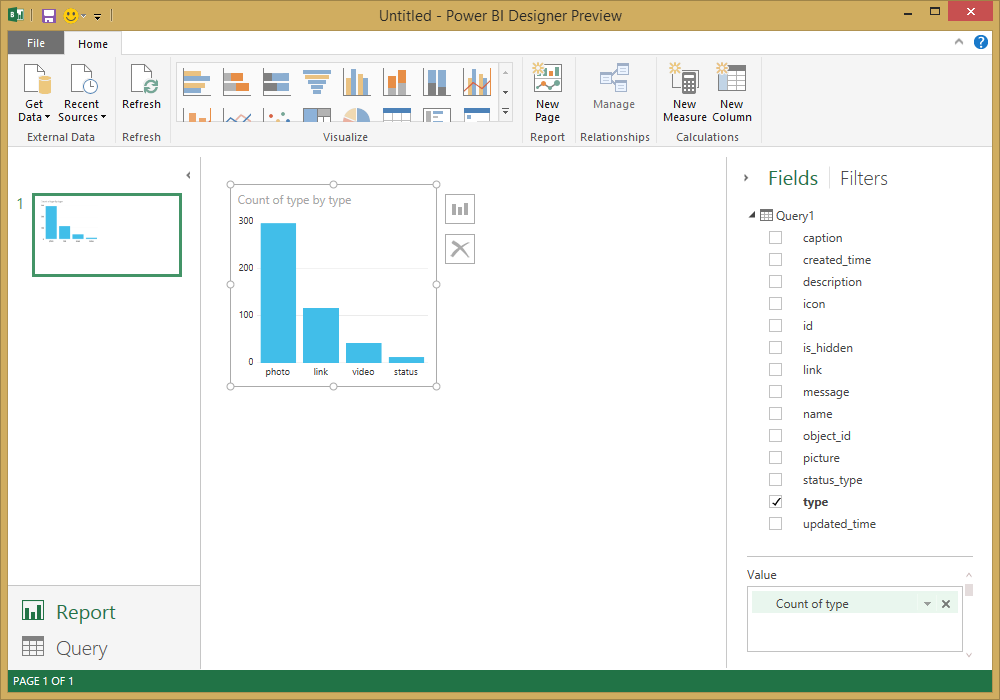 Untitled - Power BI Designer Preview
File
Home
Get Data
Recent Sources
External Data
Refresh
Refresh
Visualize
New Page
Report
Manage
Relationships
New Measure
New Column
Calculations
1
Count of type by type
300
200
100
0
photo
link
video
status
Fields
Filters
Query1
caption
created_time
description
icon
id
is_hidden
link
message
name
object_id
picture
status_type
type
updated_time
Value
Count of type
Report
Query
PAGE 1 OF 1